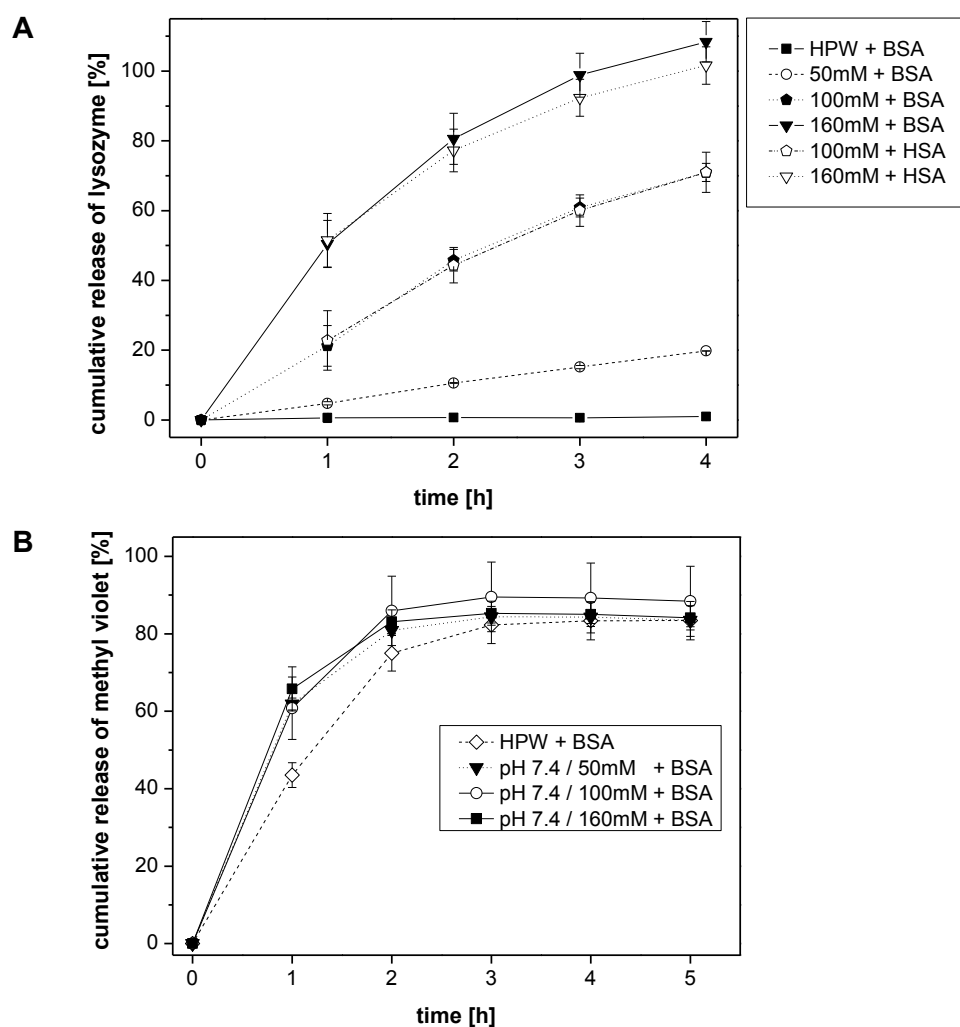 A
cumulative release of lysozyme [%]
100
80
60
40
20
0
0 1 2 3 4
time [h]
HPW + BSA
50mM + BSA
100mM + BSA
160mM + BSA
100mM + HSA
160mM + HSA
B
cumulative release of methyl violet [%]
100
80
60
40
20
0
0 1 2 3 4 5
time [h]
HPW + BSA
pH 7.4 / 50mM + BSA
pH 7.4 / 100mM + BSA
pH 7.4 / 160mM + BSA